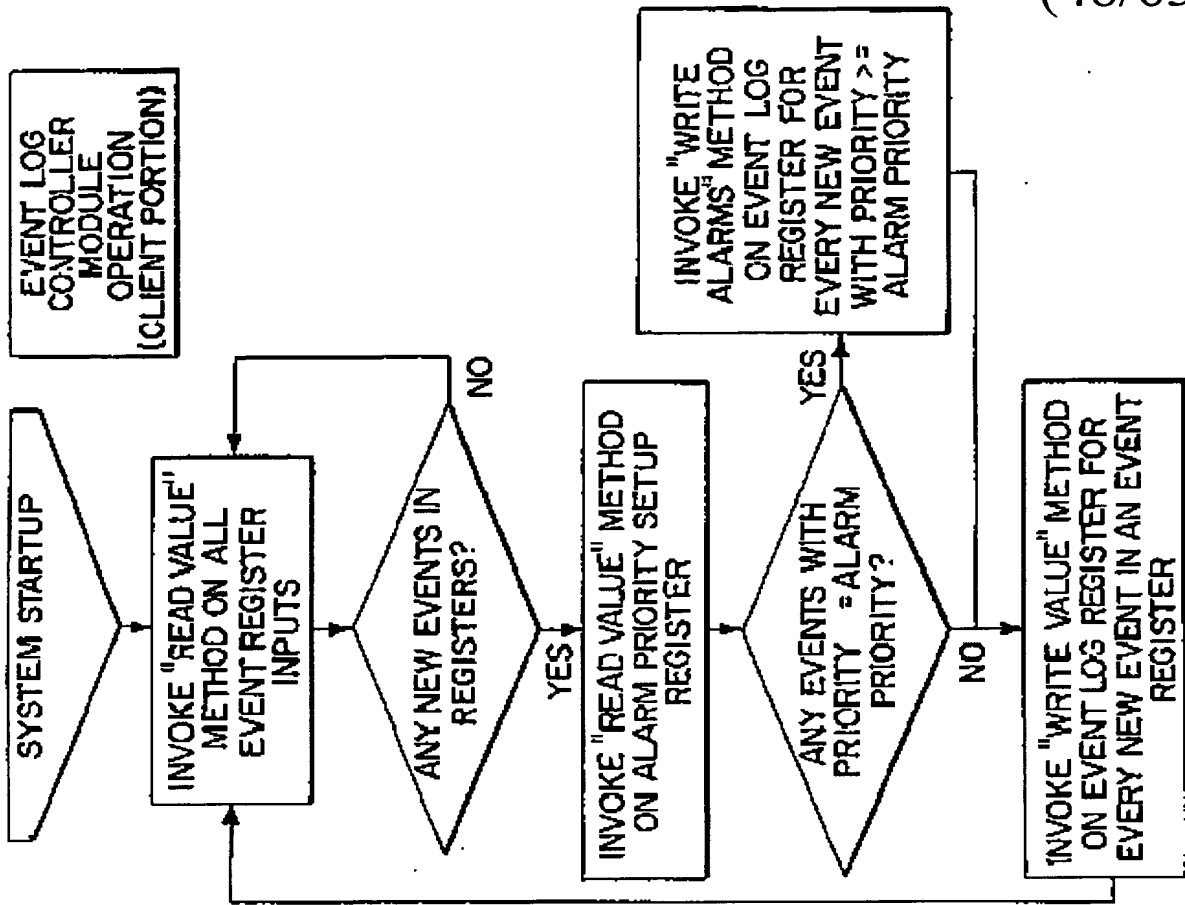 EVENT LOG
CONTROLLER
MODULE
OPERATION
(CLIENT PORTION)
SYSTEM STARTUP
INVOKE "READ VALUE"
METHOD ON ALL
EVENT REGISTER
INPUTS
ANY NEW EVENTS IN
REGISTERS?
NO
YES
INVOKE "READ VALUE" METHOD
ON ALARM PRIORITY SETUP
REGISTER
ANY EVENTS WITH
PRIORITY =ALARM
PRIORITY?
YES
NO
INVOKE "WRITE
ALARMS" METHOD
ON EVENT LOG
REGISTER FOR
EVERY NEW EVENT
WITH PRIORITY >=
ALARM PRIORITY
INVOKE "WRITE VALUE" METHOD
ON EVENT LOG REGISTER FOR
EVERY NEW EVENT IN AN EVENT
REGISTER